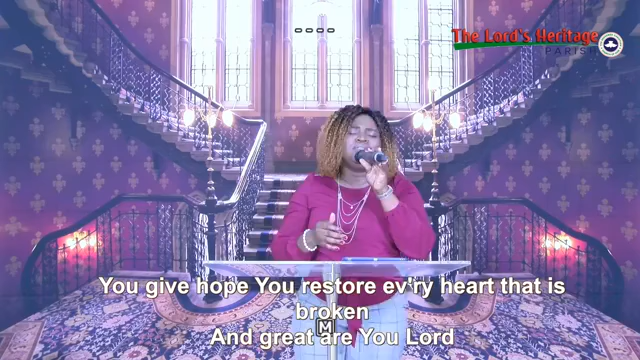 The Lord's Heritage
PARISH
You give hope You restore ev'ry heart that is
broken
And great are You Lord
M